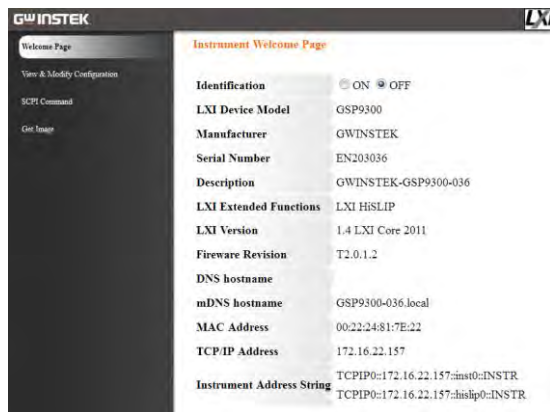 GWINSTEK
LXI
Welcome Page
View & Modify Configuration
SCPI Command
Get Image
Instrument Welcome Page
Identification ON OFF
LXI Device Model GSP9300
Manufacturer GWINSTEK
Serial Number EN203036
Description GWINSTEK-GSP9300-036
LXI Extended Functions LXI HiSLIP
LXI Version 1.4 LXI Core 2011
Fireware Revision T2.0.1.2
DNS hostname
mDNS hostname GSP9300-036.local
MAC Address 00:22:24:81:7E:22
TCP/IP Address 172.16.22.157
Instrument Address String TCPIP0::172.16.22.157::inst0::INSTR
TCPIP0::172.16.22.157::hislip0::INSTR